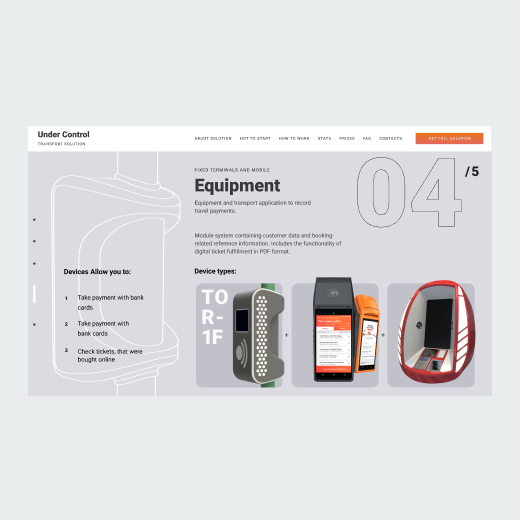 Under Control
TRANSPORT SOLUTION
ABOUT SOLUTION HOT TO START HOW TO WORK STATS PRICES FAQ CONTACTS
GET FULL SOLUTION
FIXED TERMINALS AND MOBILE
Equipment
Equipment and transport application to record
travel payments.
04
/5
Module system containing customer data and booking-
related reference information. Includes the functionality of
digital ticket fulfillment in PDF format.
Devices Allow you to:
1 Take payment with bank
cards
2 Take payment with
bank cards
3 Check tickets, that were
bought online
Device types:
TO
R-
1F
+
+